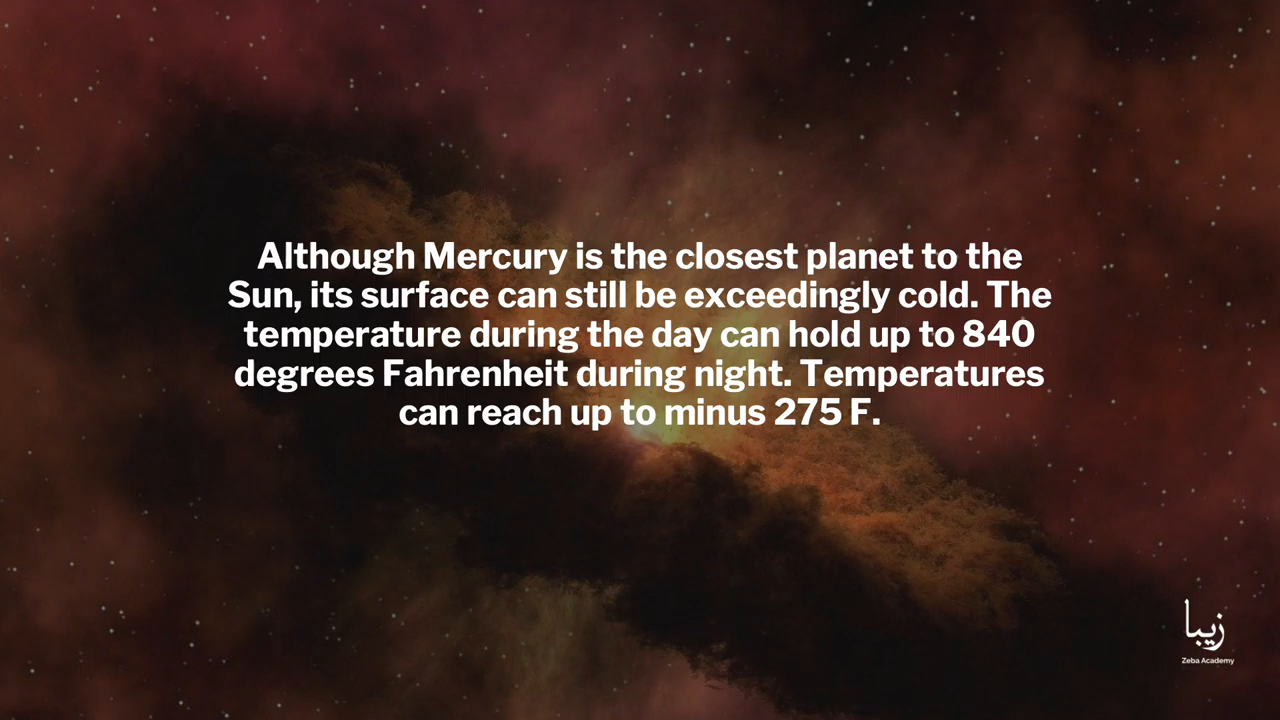 Although Mercury is the closest planet to the
Sun, its surface can still be exceedingly cold. The
temperature during the day can hold up to 840
degrees Fahrenheit during night. Temperatures
can reach up to minus 275 F.
زيبا
Zeba Academy